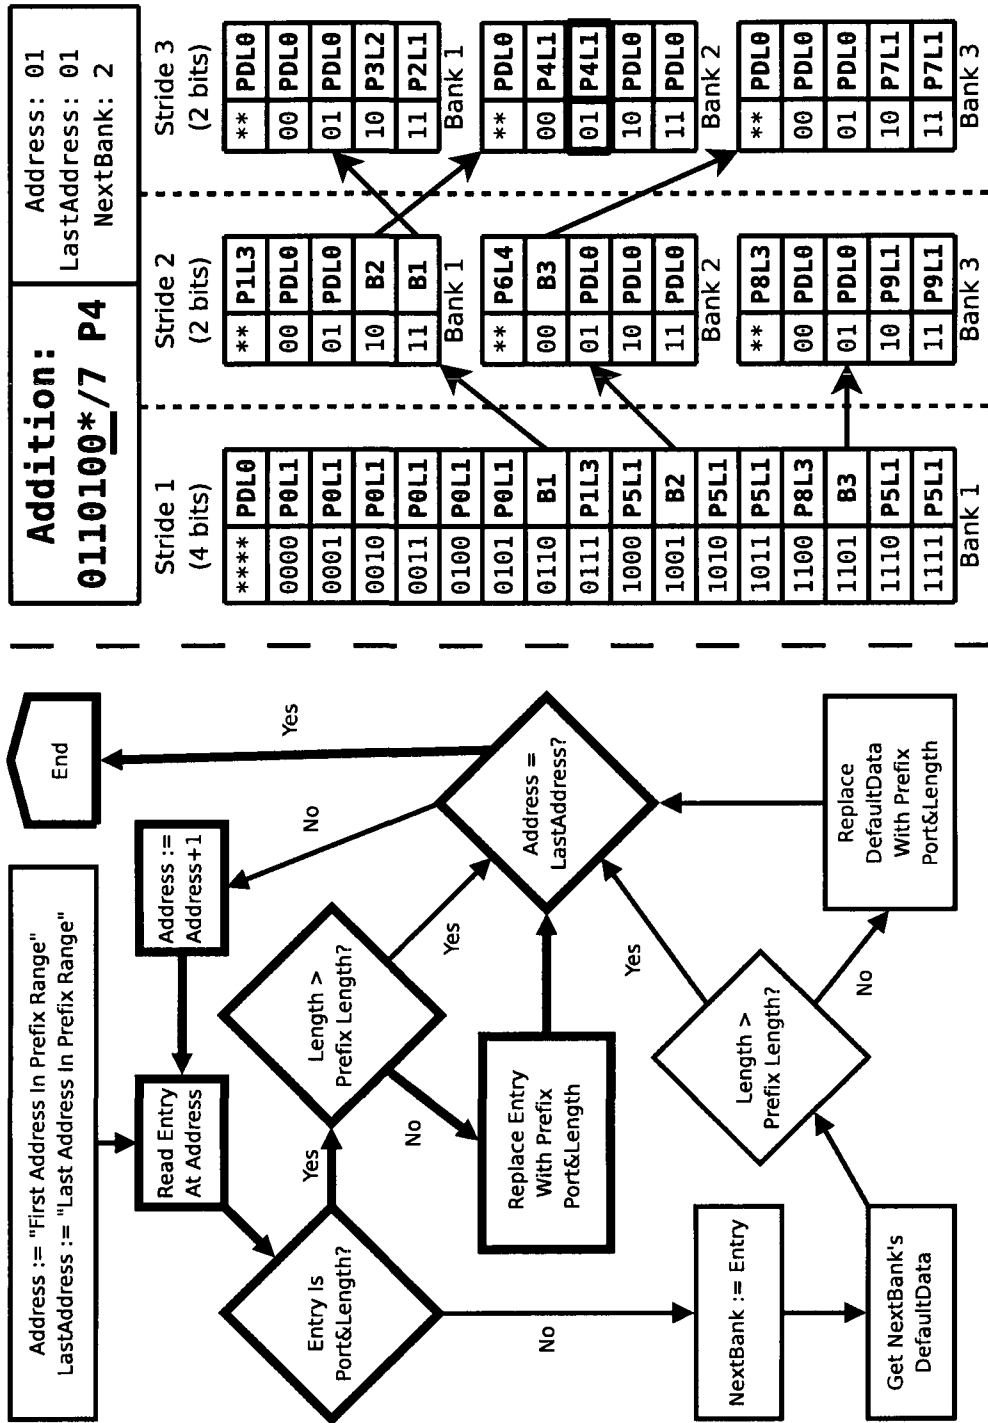 Address := "First Address In Prefix Range"
LastAddress := "Last Address In Prefix Range"
End
Read Entry
At Address
Address :=
Address+1
Entry Is
Port&Length?
Yes
Length >
Prefix Length?
No
Yes
No
Yes
No
Replace Entry
With Prefix
Port&Length
Address =
LastAddress?
Yes
NextBank := Entry
Length >
Prefix Length?
No
Get NextBank's
DefaultData
Replace
DefaultData
With Prefix
Port&Length
Addition:
0110100*/7 P4
Address: 01
LastAddress: 01
NextBank: 2
Stride 1
(4 bits)
**** PDL0
0000 P0L1
0001 P0L1
0010 P0L1
0011 P0L1
0100 P0L1
0101 P0L1
0110 B1
0111 P1L3
1000 P5L1
1001 B2
1010 P5L1
1011 P5L1
1100 P8L3
1101 B3
1110 P5L1
1111 P5L1
Bank 1
Stride 2
(2 bits)
** P1L3
00 PDL0
01 PDL0
10 B2
11 B1
Bank 1
** P6L4
00 B3
01 PDL0
10 PDL0
11 PDL0
Bank 2
** P8L3
00 PDL0
01 PDL0
10 P9L1
11 P9L1
Bank 3
Stride 3
(2 bits)
** PDL0
00 PDL0
01 PDL0
10 P3L2
11 P2L1
Bank 1
** PDL0
00 P4L1
01 P4L1
10 PDL0
11 PDL0
Bank 2
** PDL0
00 PDL0
01 PDL0
10 P7L1
11 P7L1
Bank 3